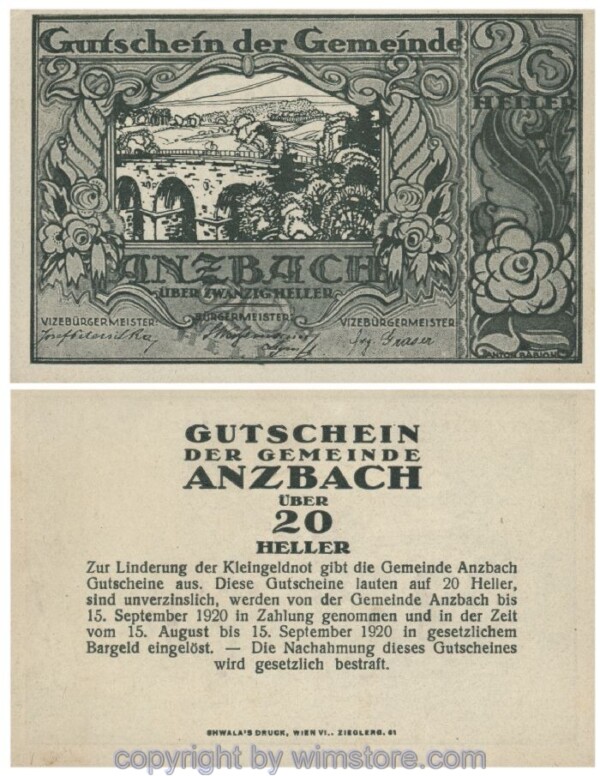 Gutschein der Gemeinde
20 20 20
HELLER
ANZBACH
ÜBER ZWANZIG HELLER
VIZEBÜRGERMEISTER: BÜRGERMEISTER: VIZEBÜRGERMEISTER:
GUTSCHEIN
DER GEMEINDE
ANZBACH
ÜBER
20
HELLER
Zur Linderung der Kleingeldnot gibt die Gemeinde Anzbach
Gutscheine aus. Diese Gutscheine lauten auf 20 Heller,
sind unverzinslich, werden von der Gemeinde Anzbach bis
15. September 1920 in Zahlung genommen und in der Zeit
vom 15. August bis 15. September 1920 in gesetzlichem
Bargeld eingelöst. — Die Nachahmung dieses Gutscheines
wird gesetzlich bestraft.
CHWALA'S DRUCK, WIEN VI., ZIEGLERG. 61
copyright by wimstore.com